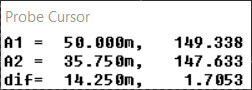 Probe Cursor
A1 = 50.000m, 149.338
A2 = 35.750m, 147.633
dif= 14.250m, 1.7053